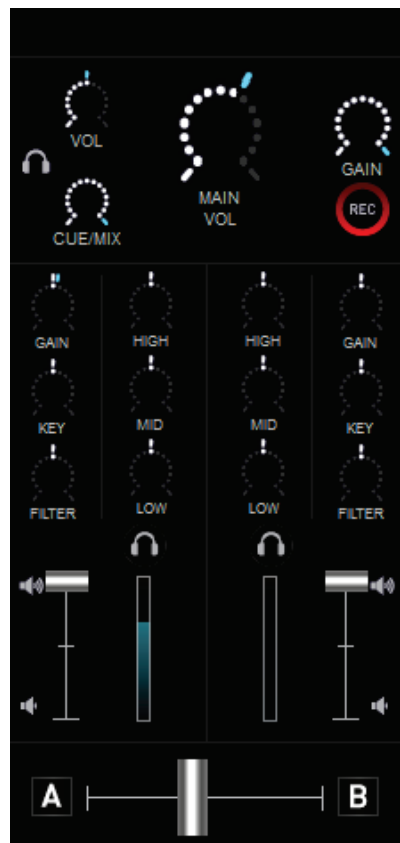 VOL
MAIN
VOL
GAIN
REC
CUE/MIX
GAIN HIGH HIGH GAIN
KEY MID MID KEY
FILTER LOW LOW FILTER
A B